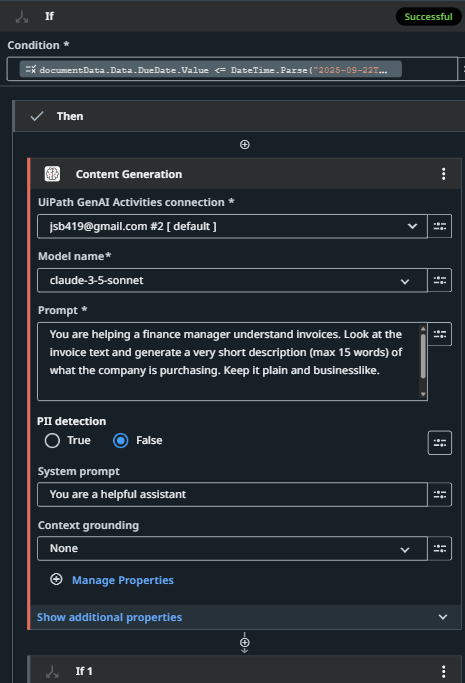 If
Successful
Condition *
documentData.Data.DueDate.Value <= DateTime.Parse("2025-09-22T…
Then
Content Generation
UiPath GenAI Activities connection *
jsb419@gmail.com #2 [ default ]
Model name*
claude-3-5-sonnet
Prompt *
You are helping a finance manager understand invoices. Look at the
invoice text and generate a very short description (max 15 words) of
what the company is purchasing. Keep it plain and businesslike.
PII detection
True
False
System prompt
You are a helpful assistant
Context grounding
None
Manage Properties
Show additional properties
If 1